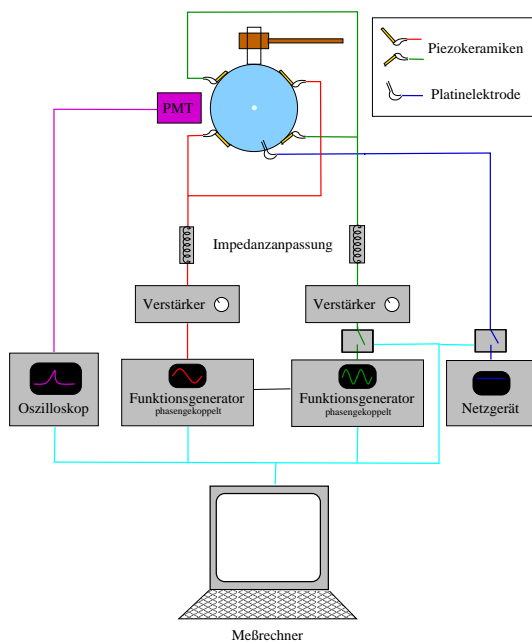 Piezokeramiken
Platinelektrode
PMT
Impedanzanpassung
Verstärker
Verstärker
Oszilloskop
Funktionsgenerator
phasengekoppelt
Funktionsgenerator
phasengekoppelt
Netzgerät
Meßrechner